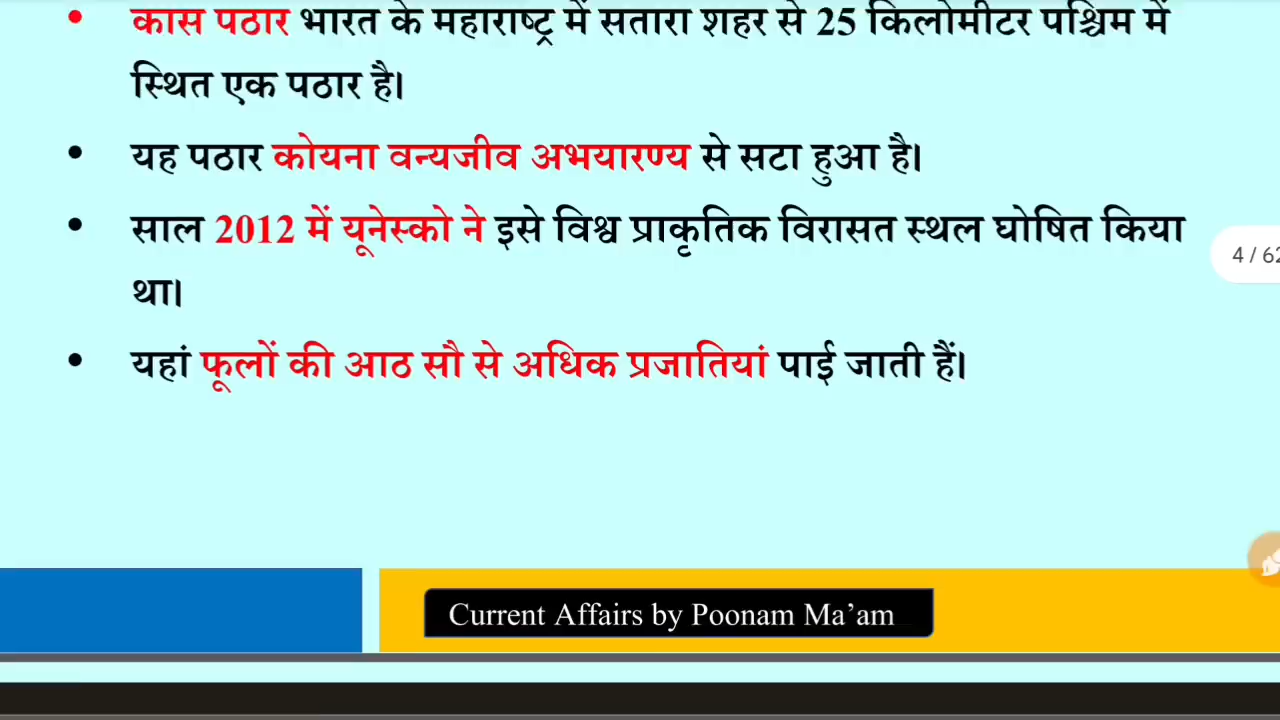 • कास पठार भारत के महाराष्ट्र में सतारा शहर से 25 किलोमीटर पश्चिम में
स्थित एक पठार है।
• यह पठार कोयना वन्यजीव अभयारण्य से सटा हुआ है।
• साल 2012 में यूनेस्को ने इसे विश्व प्राकृतिक विरासत स्थल घोषित किया
था।
4 / 62
• यहां फूलों की आठ सौ से अधिक प्रजातियां पाई जाती हैं।
Current Affairs by Poonam Ma’am